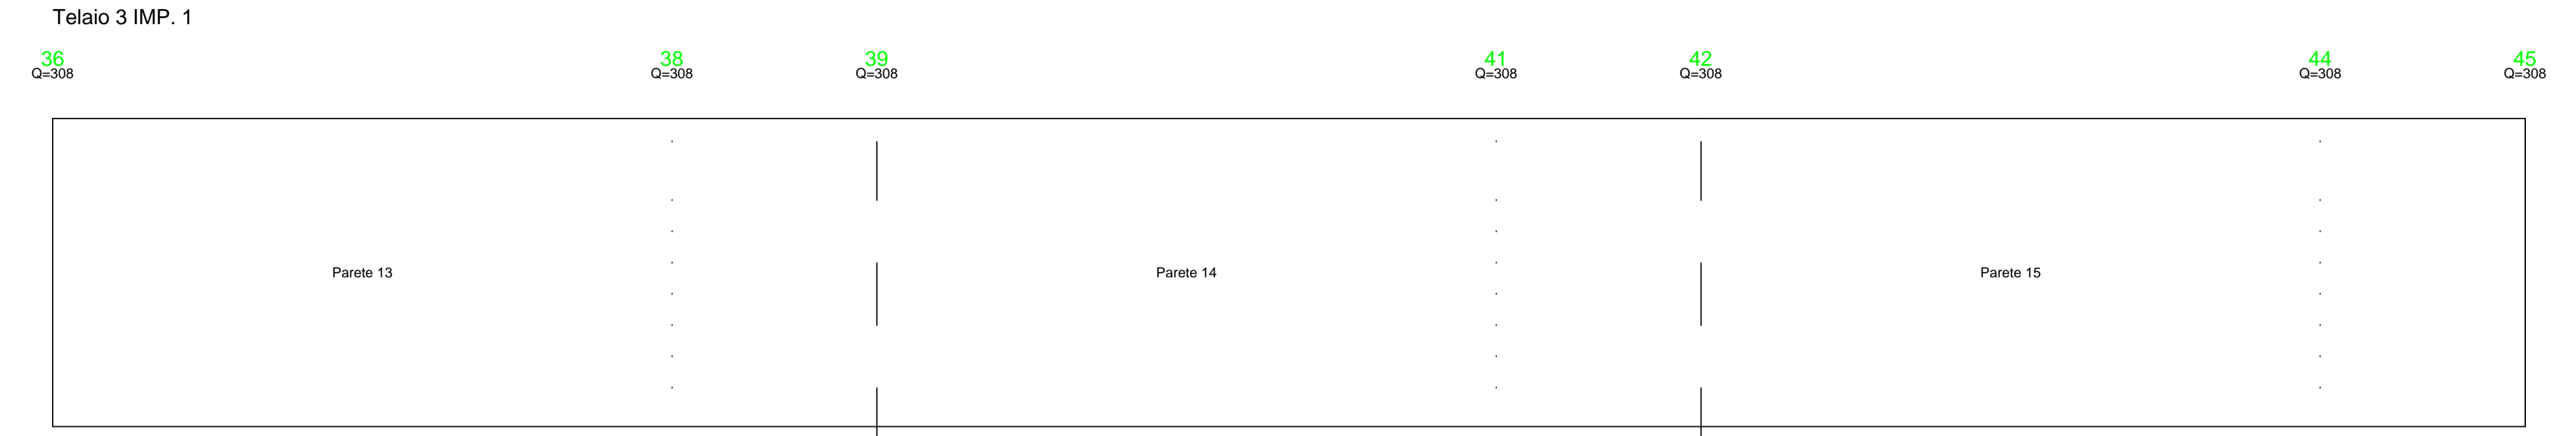 Telaio 3 IMP. 1
36 38 39 41 42 44 45
Q=308 Q=308 Q=308 Q=308 Q=308 Q=308 Q=308
Parete 13 Parete 14 Parete 15